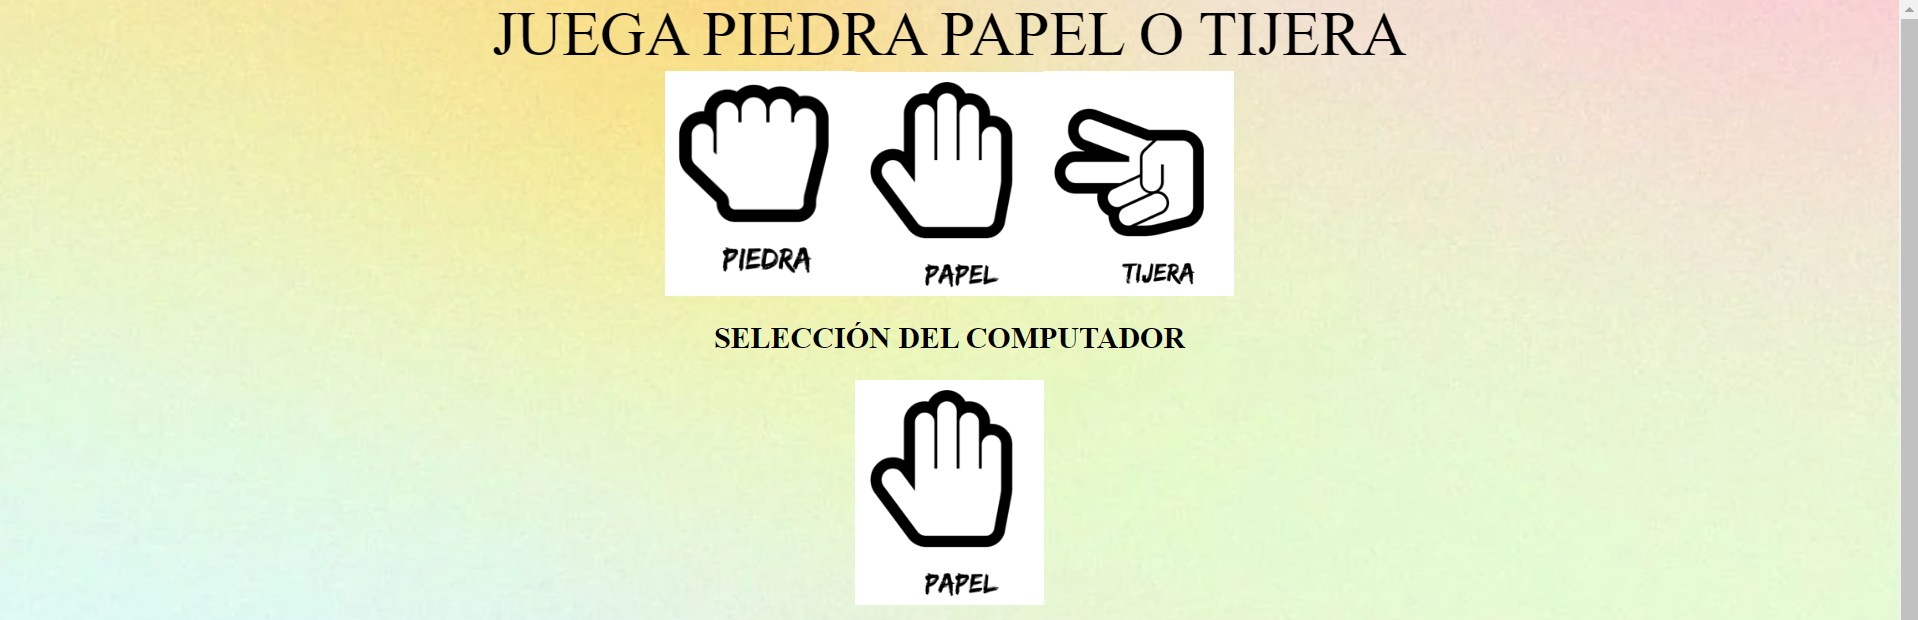 JUEGA PIEDRA PAPEL O TIJERA
PIEDRA
PAPEL
TIJERA
SELECCIÓN DEL COMPUTADOR
PAPEL